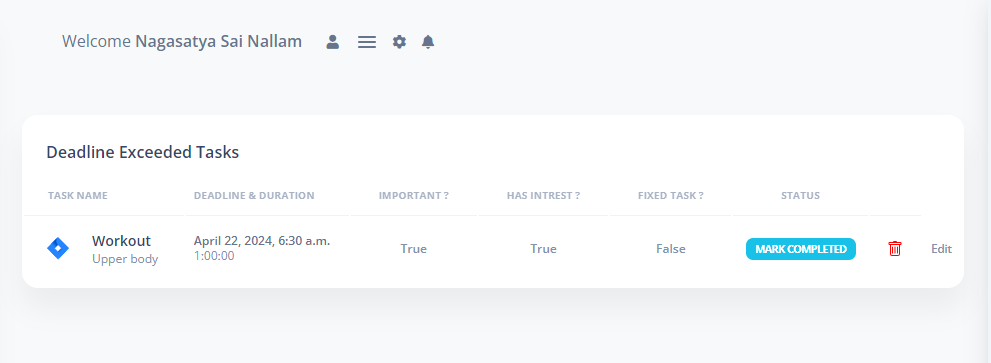 Welcome Nagasatya Sai Nallam
Deadline Exceeded Tasks
TASK NAME DEADLINE & DURATION IMPORTANT ? HAS INTREST ? FIXED TASK ? STATUS
Workout April 22, 2024, 6:30 a.m. True True False MARK COMPLETED Edit
Upper body 1:00:00